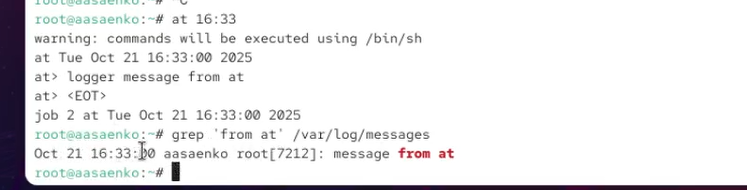 root@aasaenko:~# at 16:33
warning: commands will be executed using /bin/sh
at Tue Oct 21 16:33:00 2025
at> logger message from at
at> <EOT>
job 2 at Tue Oct 21 16:33:00 2025
root@aasaenko:~# grep 'from at' /var/log/messages
Oct 21 16:33:00 aasaenko root[7212]: message from at
root@aasaenko:~#